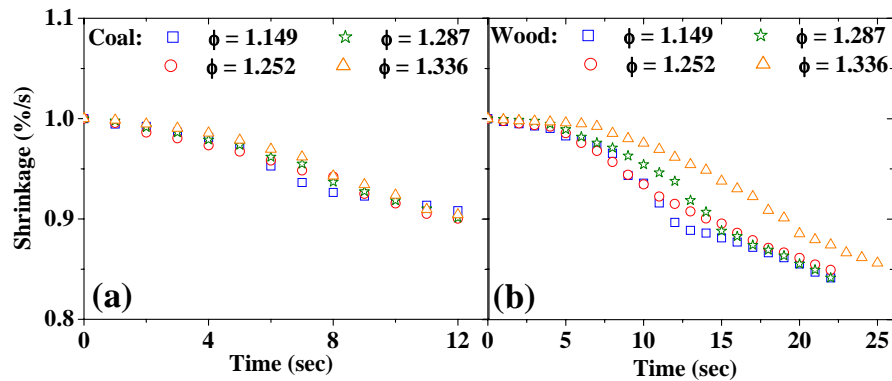 Coal: ϕ = 1.149 ϕ = 1.287
ϕ = 1.252 ϕ = 1.336
Wood: ϕ = 1.149 ϕ = 1.287
ϕ = 1.252 ϕ = 1.336
Shrinkage (%/s)
1.1
1.0
0.9
0.8
(a)
(b)
0 4 8 12
0 5 10 15 20 25
Time (sec)
Time (sec)